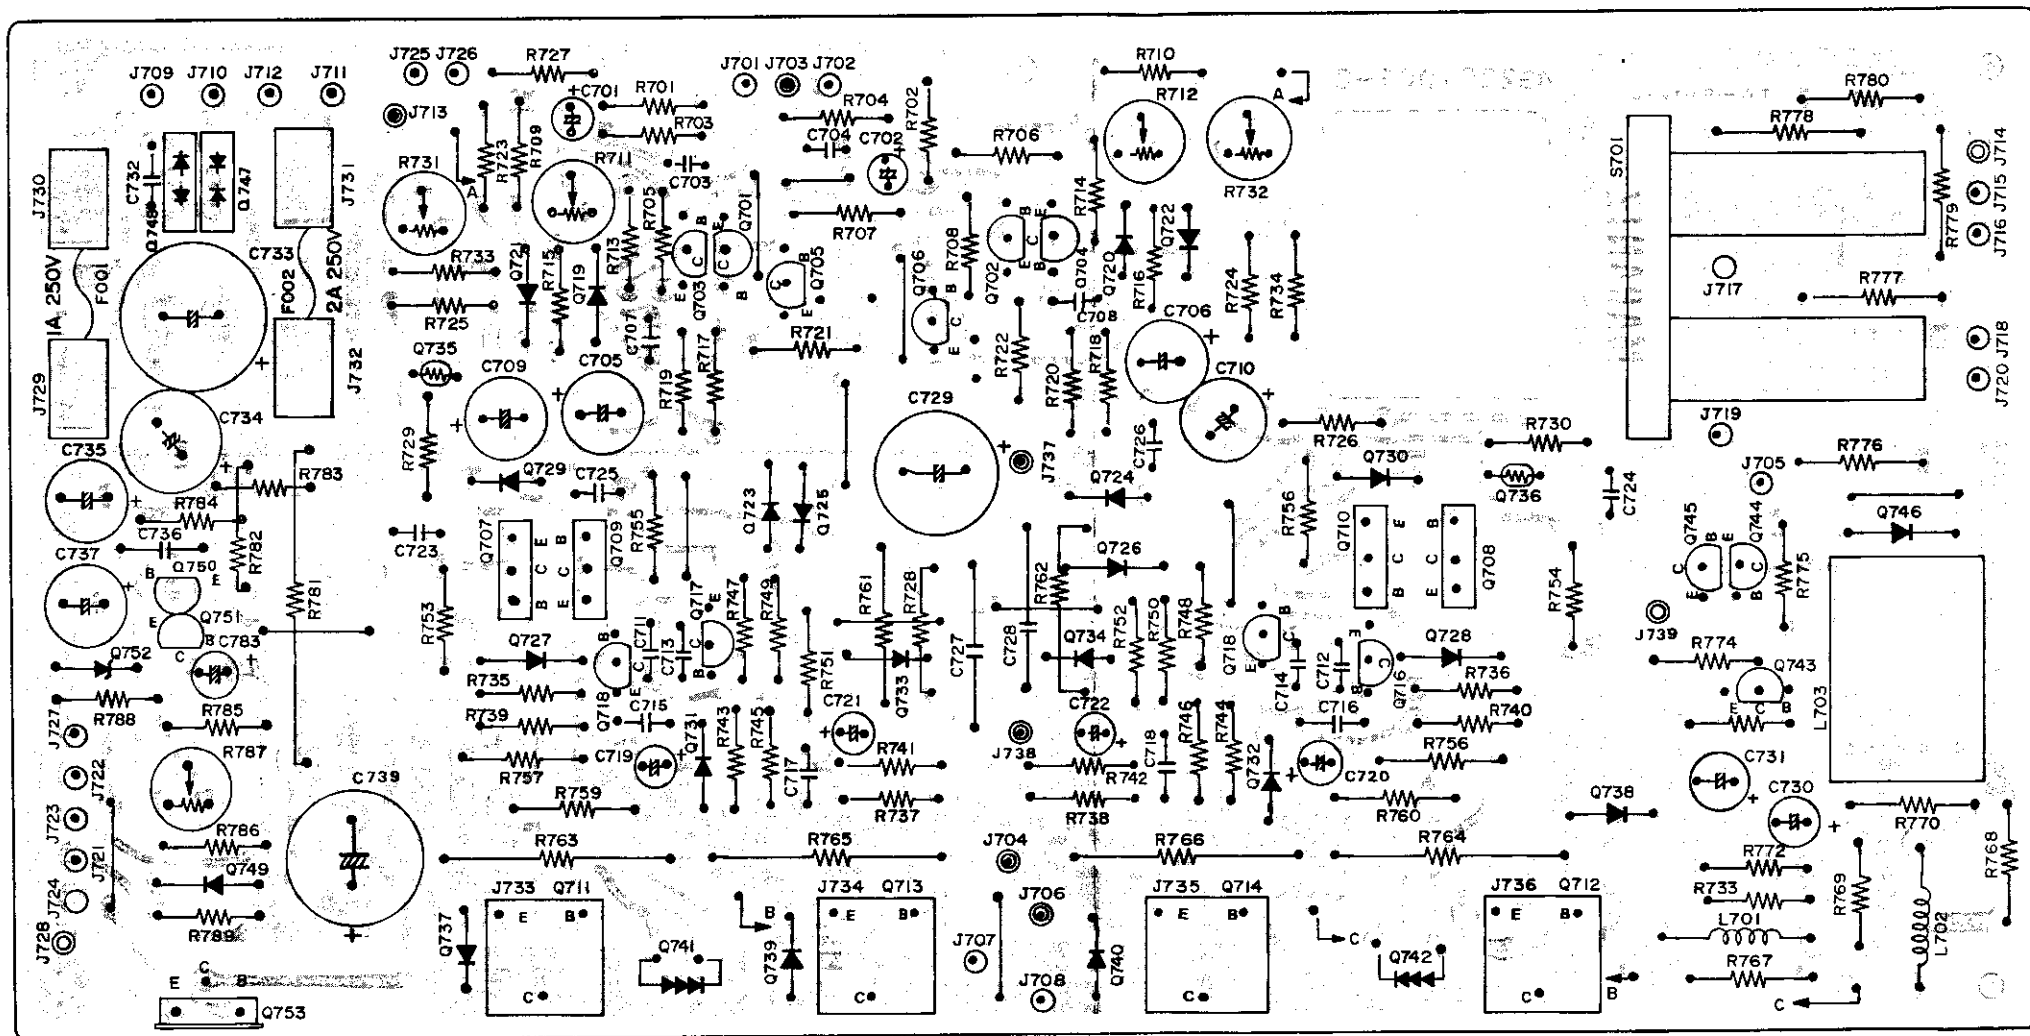 J709 J710 J712 J711
J725 J726 R727
J701 J703 J702
R710
R780
C701 R701
R704 R702
R712 A
R778
J713 R703
C704 C702
R706
S701
J714
C732 Q748 Q747
J730 J731
R731 A R723 R709 R711
C703
R714 R732
R779 J715
J716
R713 R705 Q701
R707
C733
R733 Q721 R715 Q719
B E C
Q703 Q705
Q706 R708 Q702 Q704 Q720 R716 Q722
R724 R734
J717
1A 250V F001
F002 2A 250V
R725
C707
E B C E
B C E
C708 C706
R777
R721
R722
J718
J729 J732
Q735 C709 C705
R719 R717
R720 R718
C710
J720
C734
C729
J719
C735
R729
C726
R726
R730
R776
R783
Q729 C725
J737
Q724
Q730
J705
R784
Q736 C724
C736
R782
C723
Q707 Q709 R755
Q723 Q725
R756 Q710 Q708
Q745 Q744
Q746
C737
Q750
B E
E C B
B C E
Q726
E C B
B C E
B E C
R775
R781
R753
Q717 R747 R749
R761 R728
R762
R752 R750 R748
R754
Q751
E B C
C783
J739
Q752
Q727
C711 C713
R751
C727 C728
Q734
Q718
C714 C712
Q728
R774
Q743
R788
R735
Q733
Q716
R736
E C B
L703
J727
R785
R739
Q718
C715
Q731 R743 R745
C721
C722
R746 R744
C716
R740
J722
R787
R757
C719
C717
R741
J738
R742
C718
Q732
C720
R756
C731
C739
J723
R759
R737
R738
R760
Q738
C730
R770
J721
R786
R763
R765
J704
R766
R764
R772
R768
J724
Q749
J733 Q711
J734 Q713
J706
J735 Q714
J736 Q712
R733
R769
J728
R789
Q737
E B
B
E B
E B
C
E B
L701
L702
Q741
Q739
J707
Q740
Q742
R767
C
E B
Q753
C
C
J708
C
C
B
C